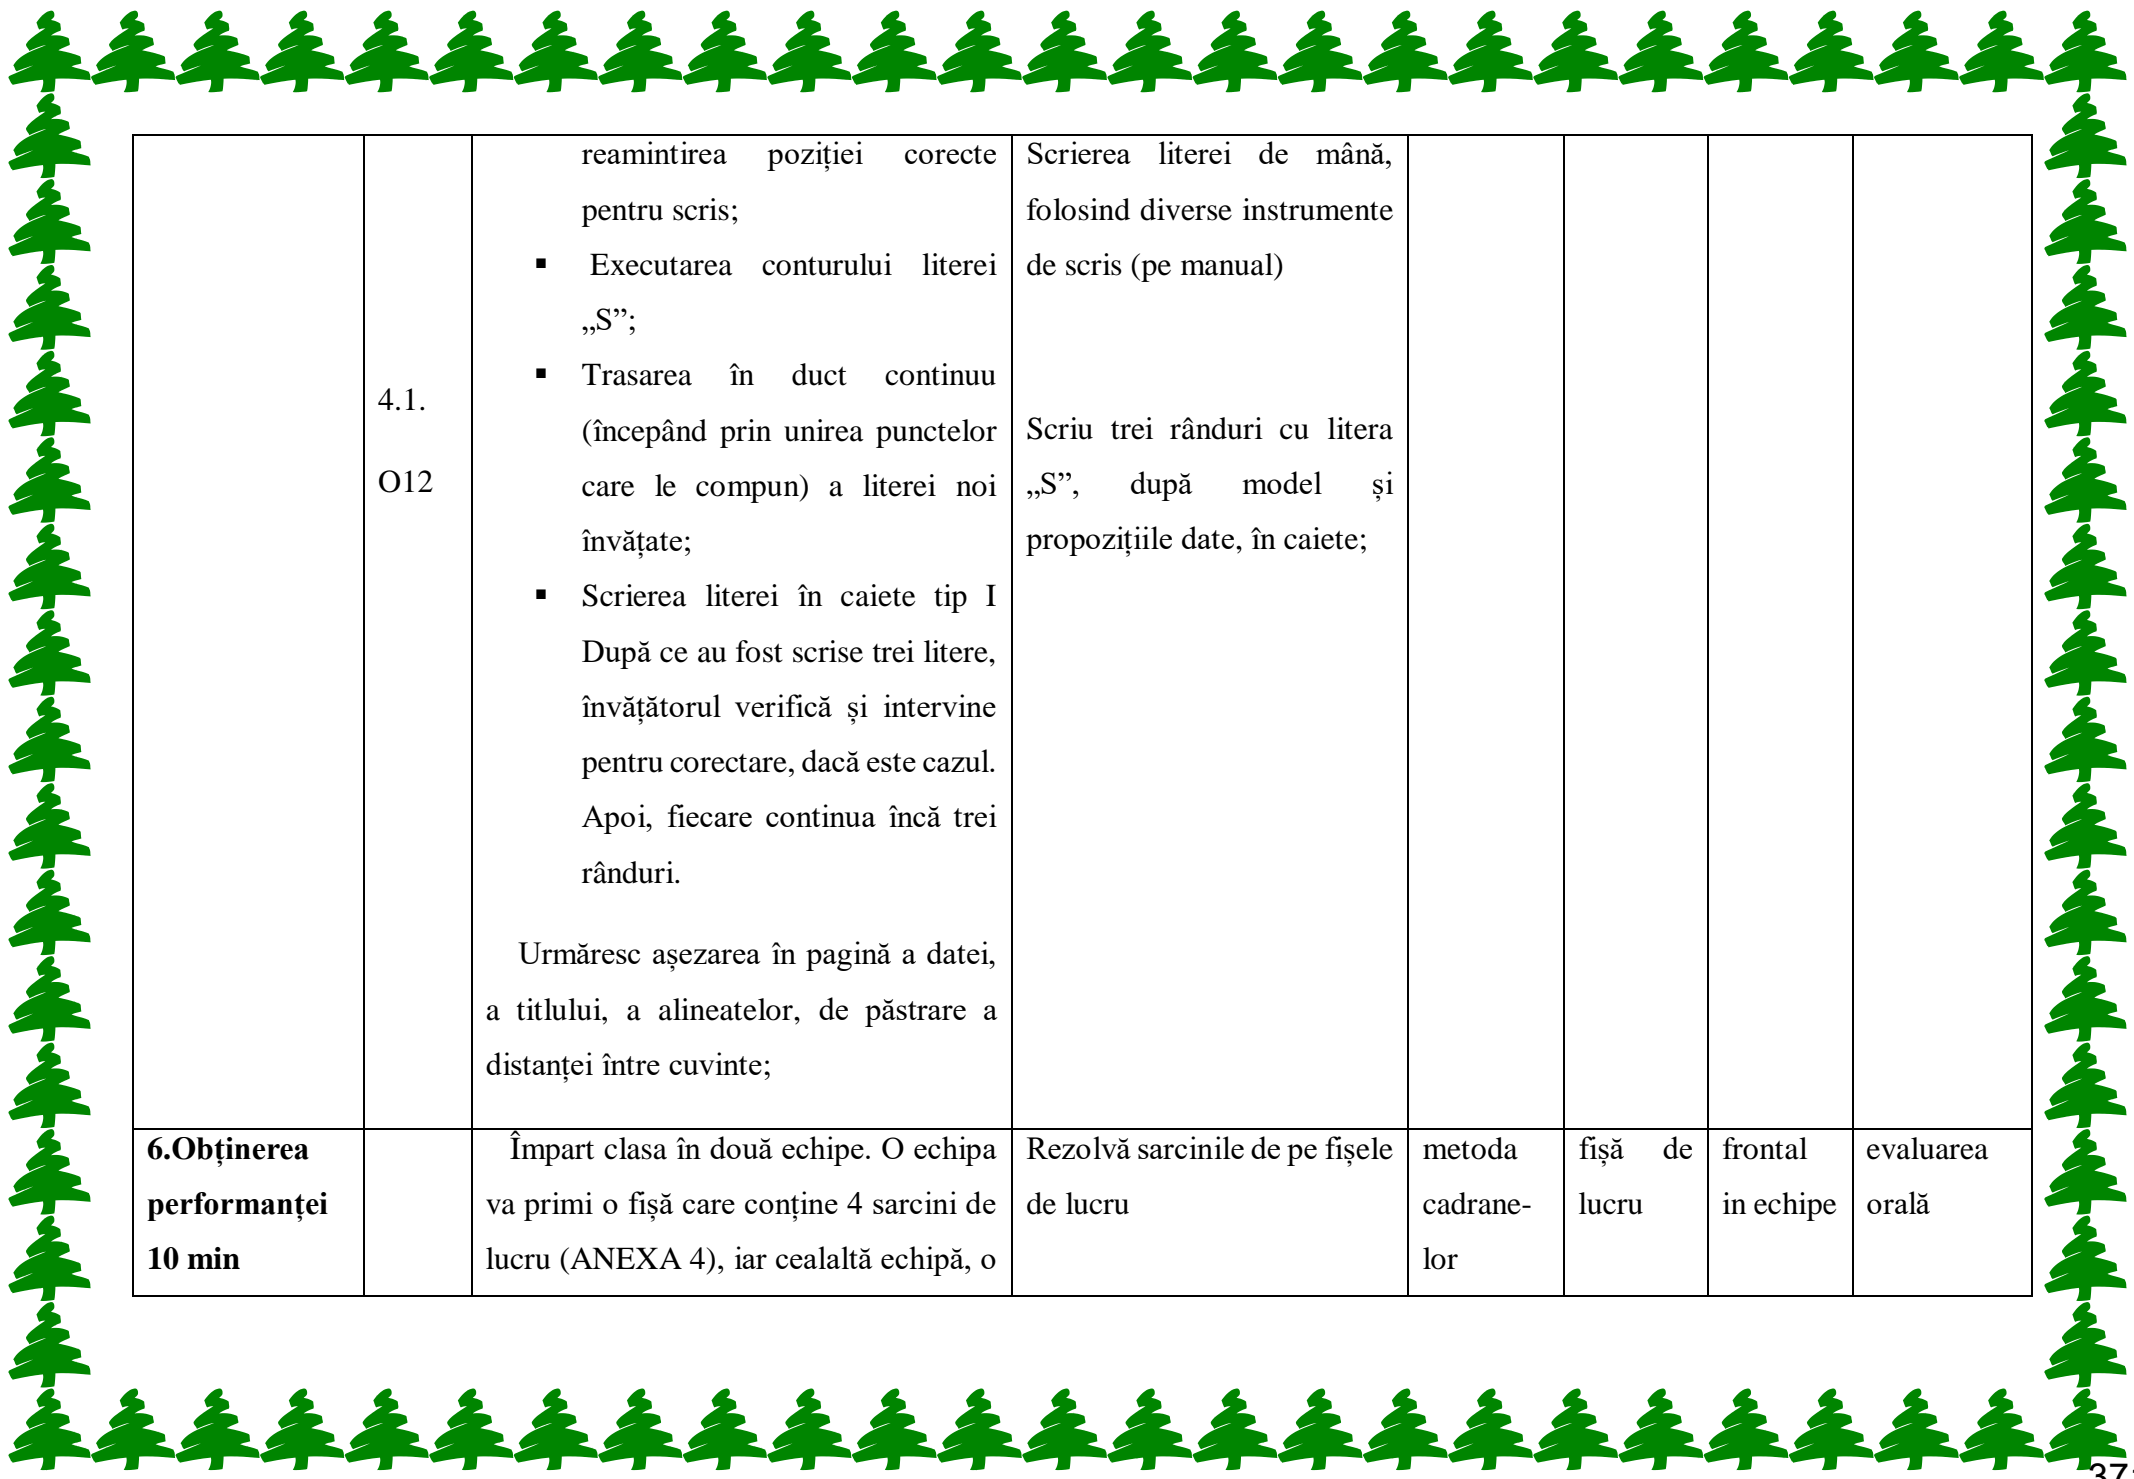 4.1.
O12
reamintirea poziției corecte
pentru scris;
▪ Executarea conturului literei
„S”;
▪ Trasarea în duct continuu
(începând prin unirea punctelor
care le compun) a literei noi
învățate;
▪ Scrierea literei în caiete tip I
După ce au fost scrise trei litere,
învățătorul verifică și intervine
pentru corectare, dacă este cazul.
Apoi, fiecare continua încă trei
rânduri.
Urmăresc așezarea în pagină a datei,
a titlului, a alineatelor, de păstrare a
distanței între cuvinte;
Scrierea literei de mână,
folosind diverse instrumente
de scris (pe manual)
Scriu trei rânduri cu litera
„S”, după model și
propozițiile date, în caiete;
6.Obținerea
performanței
10 min
Împart clasa în două echipe. O echipa
va primi o fișă care conține 4 sarcini de
lucru (ANEXA 4), iar cealaltă echipă, o
Rezolvă sarcinile de pe fișele
de lucru
metoda
cadrane-
lor
fișă de
lucru
frontal
in echipe
evaluarea
orală